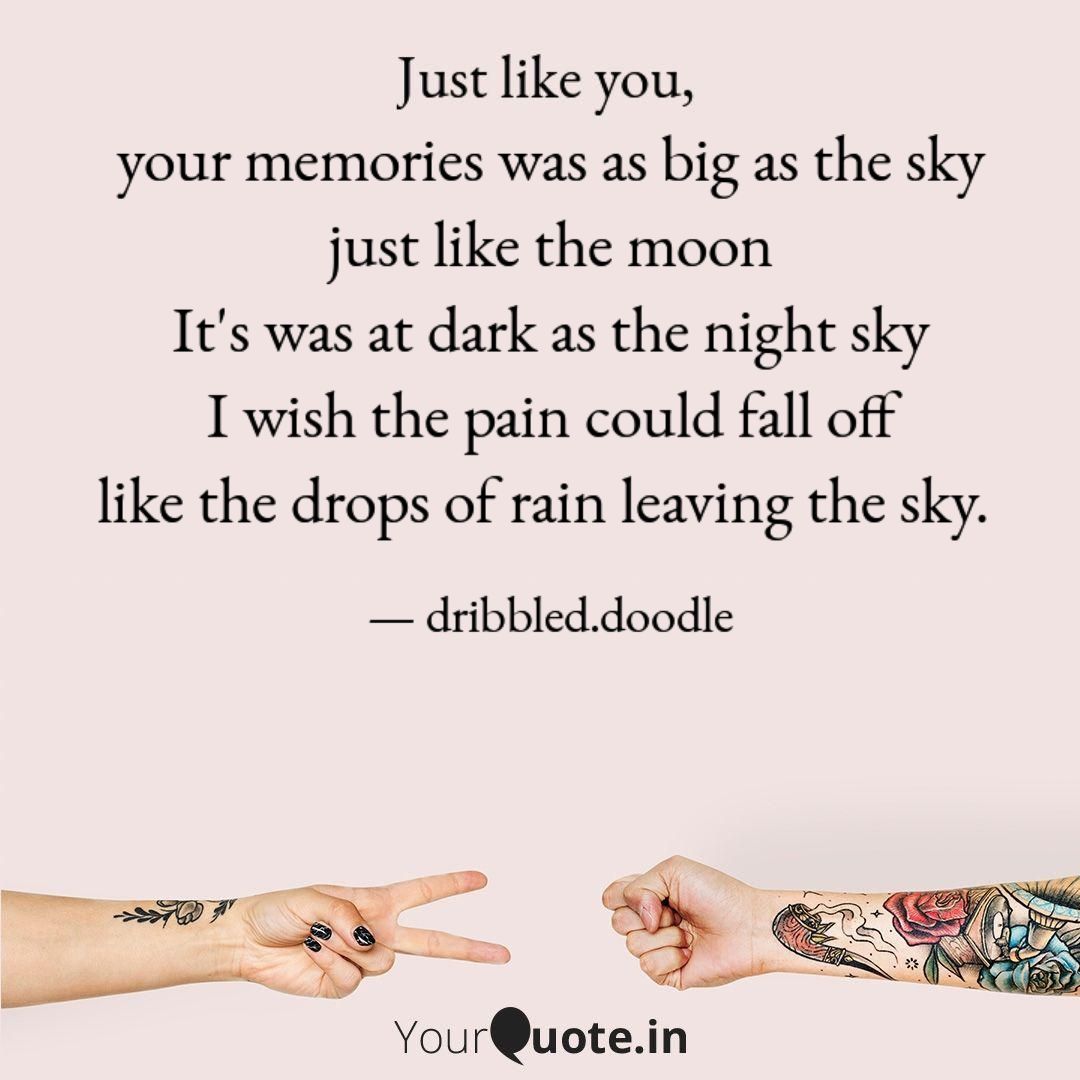 Just like you,
your memories was as big as the sky
just like the moon
It's was at dark as the night sky
I wish the pain could fall off
like the drops of rain leaving the sky.
— dribbled.doodle
YourQuote.in